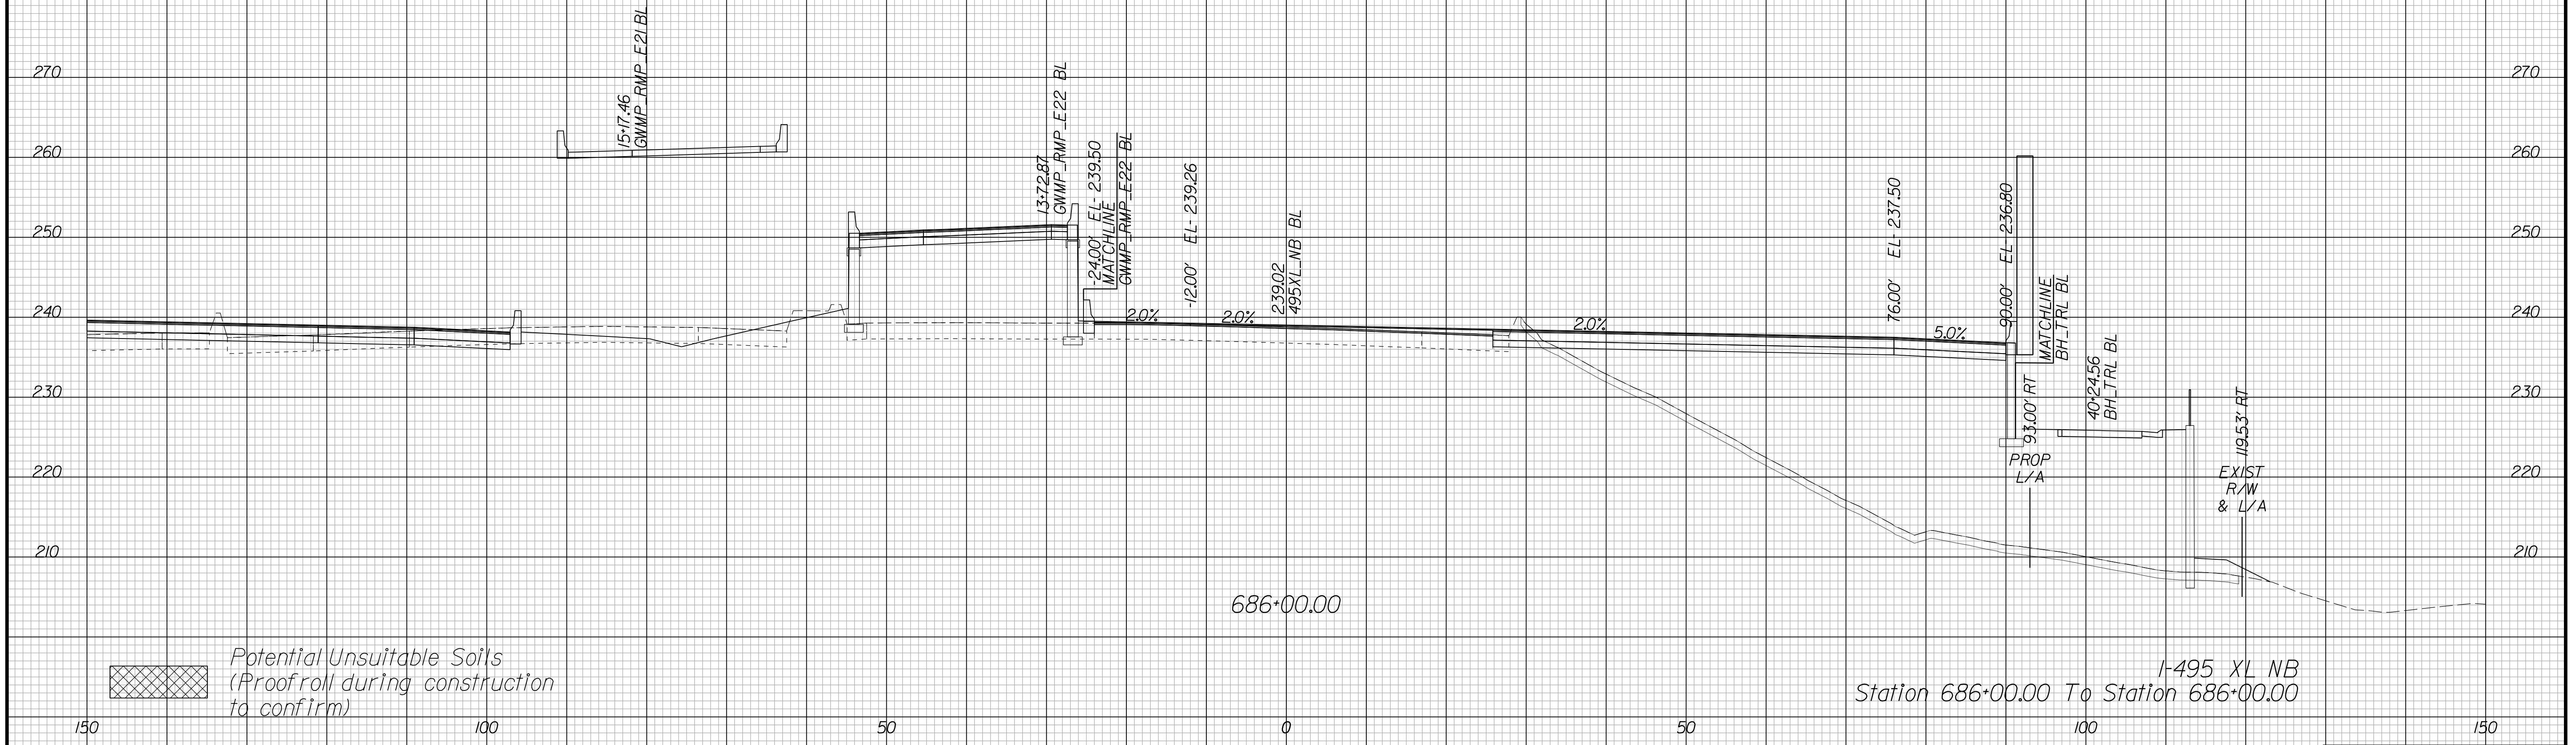 15+17.46
GWMP_RMP_E21 BL
13+72.87
GWMP_RMP_E22 BL
-24.00' EL- 239.50
MATCHLINE
GWMP_RMP_E22 BL
-12.00' EL- 239.26
239.02
495XL_NB BL
76.00' EL- 237.50
90.00' EL- 236.80
MATCHLINE
BH_TRL BL
40+24.56
BH_TRL BL
93.00' RT
PROP
L/A
119.53' RT
EXIST
R/W
& L/A
270 270
260 260
250 250
240 240
230 230
220 220
210 210
2.0% 2.0% 2.0% 5.0%
686+00.00
Potential Unsuitable Soils
(Proofroll during construction
to confirm)
I-495 XL NB
Station 686+00.00 To Station 686+00.00
150 100 50 0 50 100 150